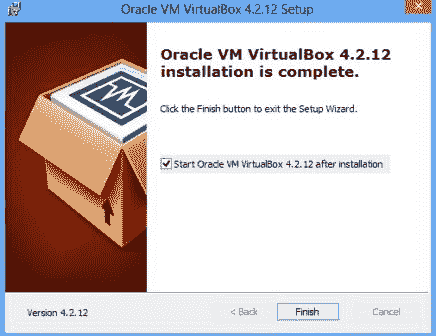 Oracle VM VirtualBox 4.2.12 Setup
Oracle VM VirtualBox 4.2.12
installation is complete.
Click the Finish button to exit the Setup Wizard.
Start Oracle VM VirtualBox 4.2.12 after installation
Version 4.2.12
< Back
Finish
Cancel